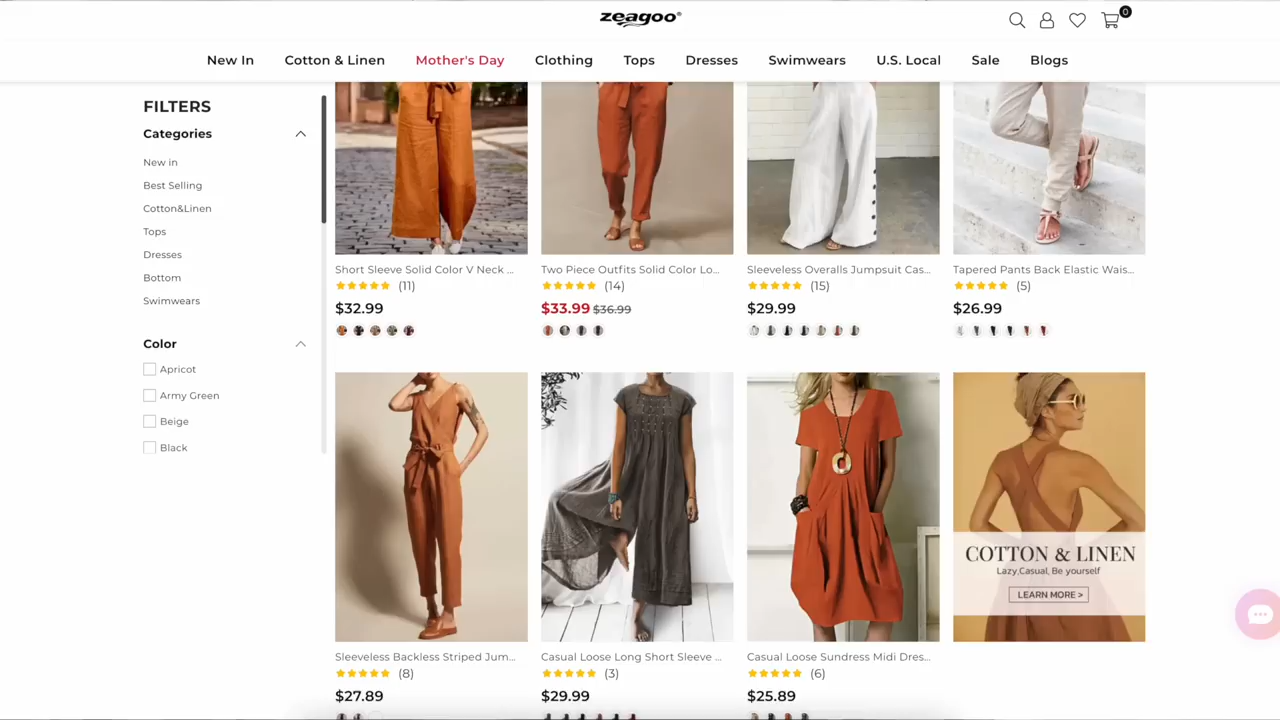 zeagoo®
0
New In Cotton & Linen Mother's Day Clothing Tops Dresses Swimwears U.S. Local Sale Blogs
FILTERS
Categories
New in
Best Selling
Cotton&Linen
Tops
Dresses
Bottom
Swimwears
Color
Apricot
Army Green
Beige
Black
Short Sleeve Solid Color V Neck ...
(11)
$32.99
Two Piece Outfits Solid Color Lo...
(14)
$33.99 $36.99
Sleeveless Overalls Jumpsuit Cas...
(15)
$29.99
Tapered Pants Back Elastic Wais...
(5)
$26.99
Sleeveless Backless Striped Jum...
(8)
$27.89
Casual Loose Long Short Sleeve ...
(3)
$29.99
Casual Loose Sundress Midi Dres...
(6)
$25.89
COTTON & LINEN
Lazy,Casual, Be yourself
LEARN MORE >